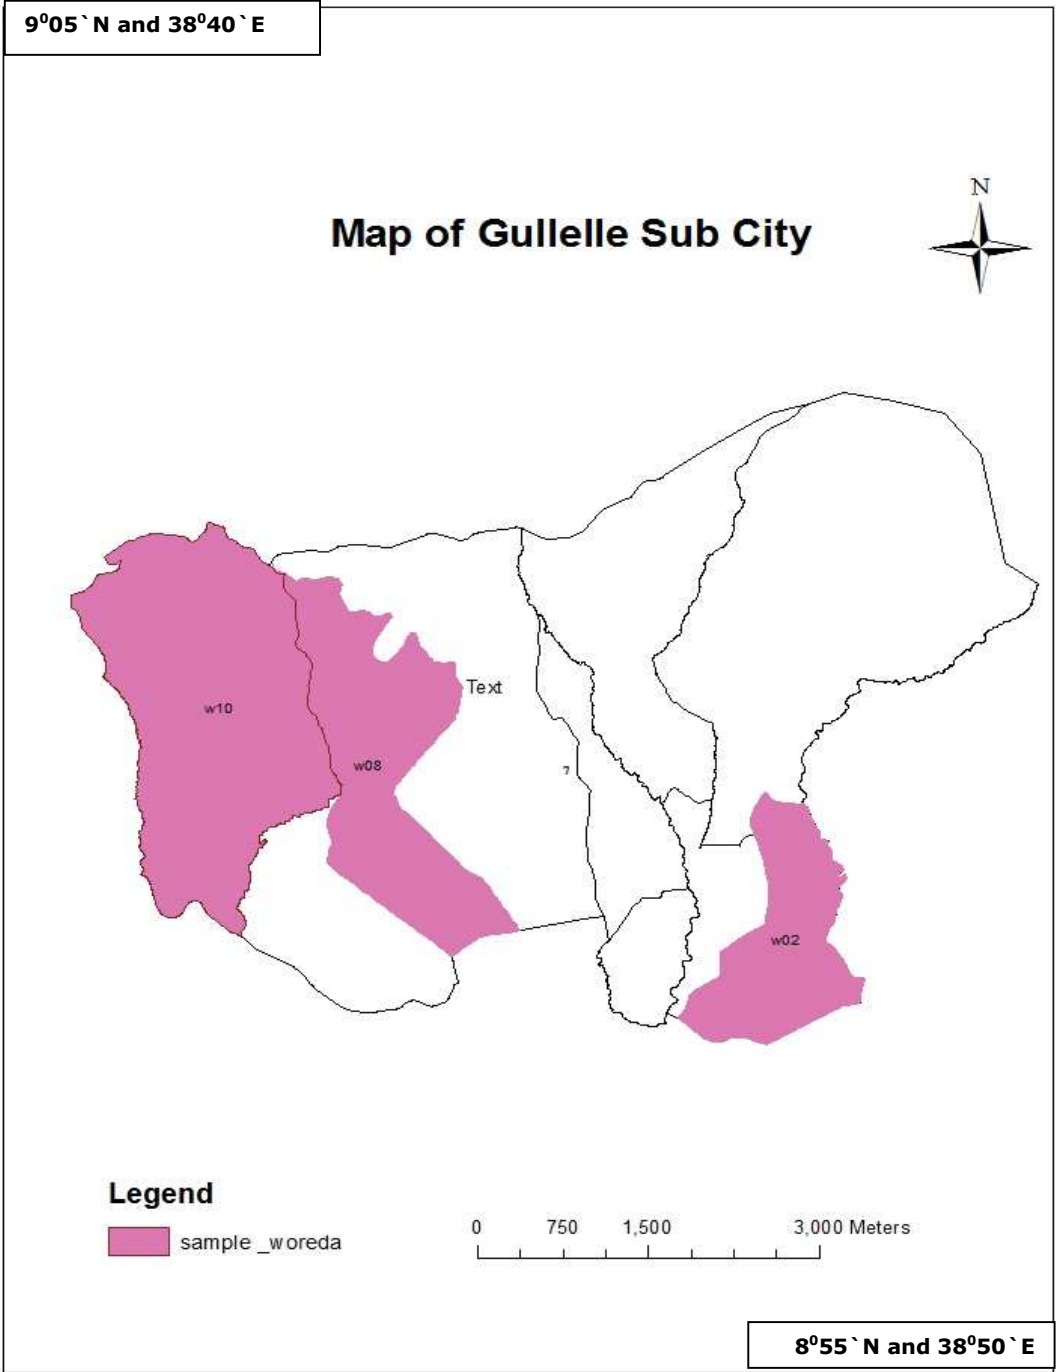 9⁰05`N and 38⁰40`E
N
Map of Gullelle Sub City
Text
w10
w08
7
w02
Legend
sample _woreda
0 750 1,500 3,000 Meters
8⁰55`N and 38⁰50`E